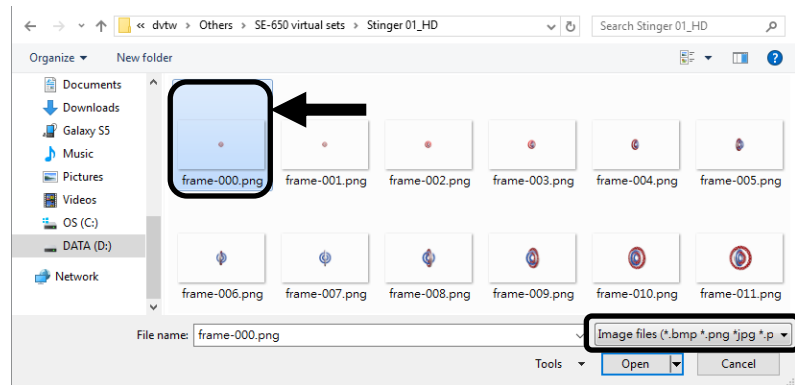 « dvtw > Others > SE-650 virtual sets > Stinger 01_HD
Search Stinger 01_HD
Organize
New folder
Documents
Downloads
Galaxy S5
Music
Pictures
Videos
OS (C:)
DATA (D:)
Network
frame-000.png frame-001.png frame-002.png frame-003.png frame-004.png frame-005.png
frame-006.png frame-007.png frame-008.png frame-009.png frame-010.png frame-011.png
File name: frame-000.png
Image files (*.bmp *.png *jpg *.p
Tools
Open
Cancel